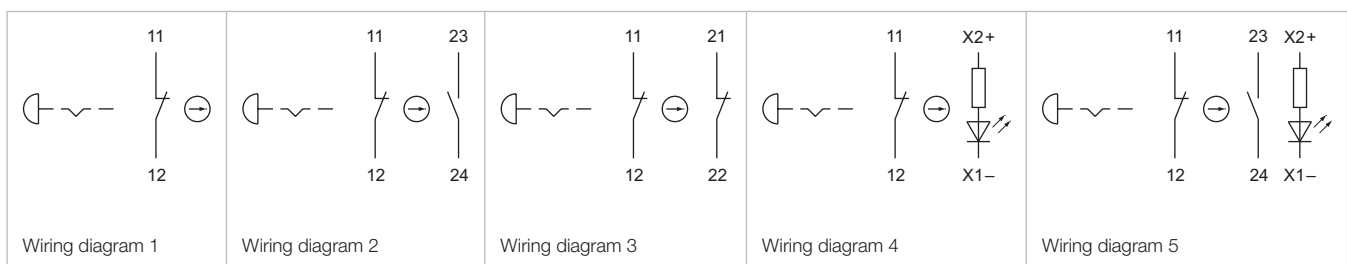 11 11 23 11 21 11 X2+ 11 23 X2+
12 12 24 12 22 12 X1– 12 24 X1–
Wiring diagram 1 Wiring diagram 2 Wiring diagram 3 Wiring diagram 4 Wiring diagram 5